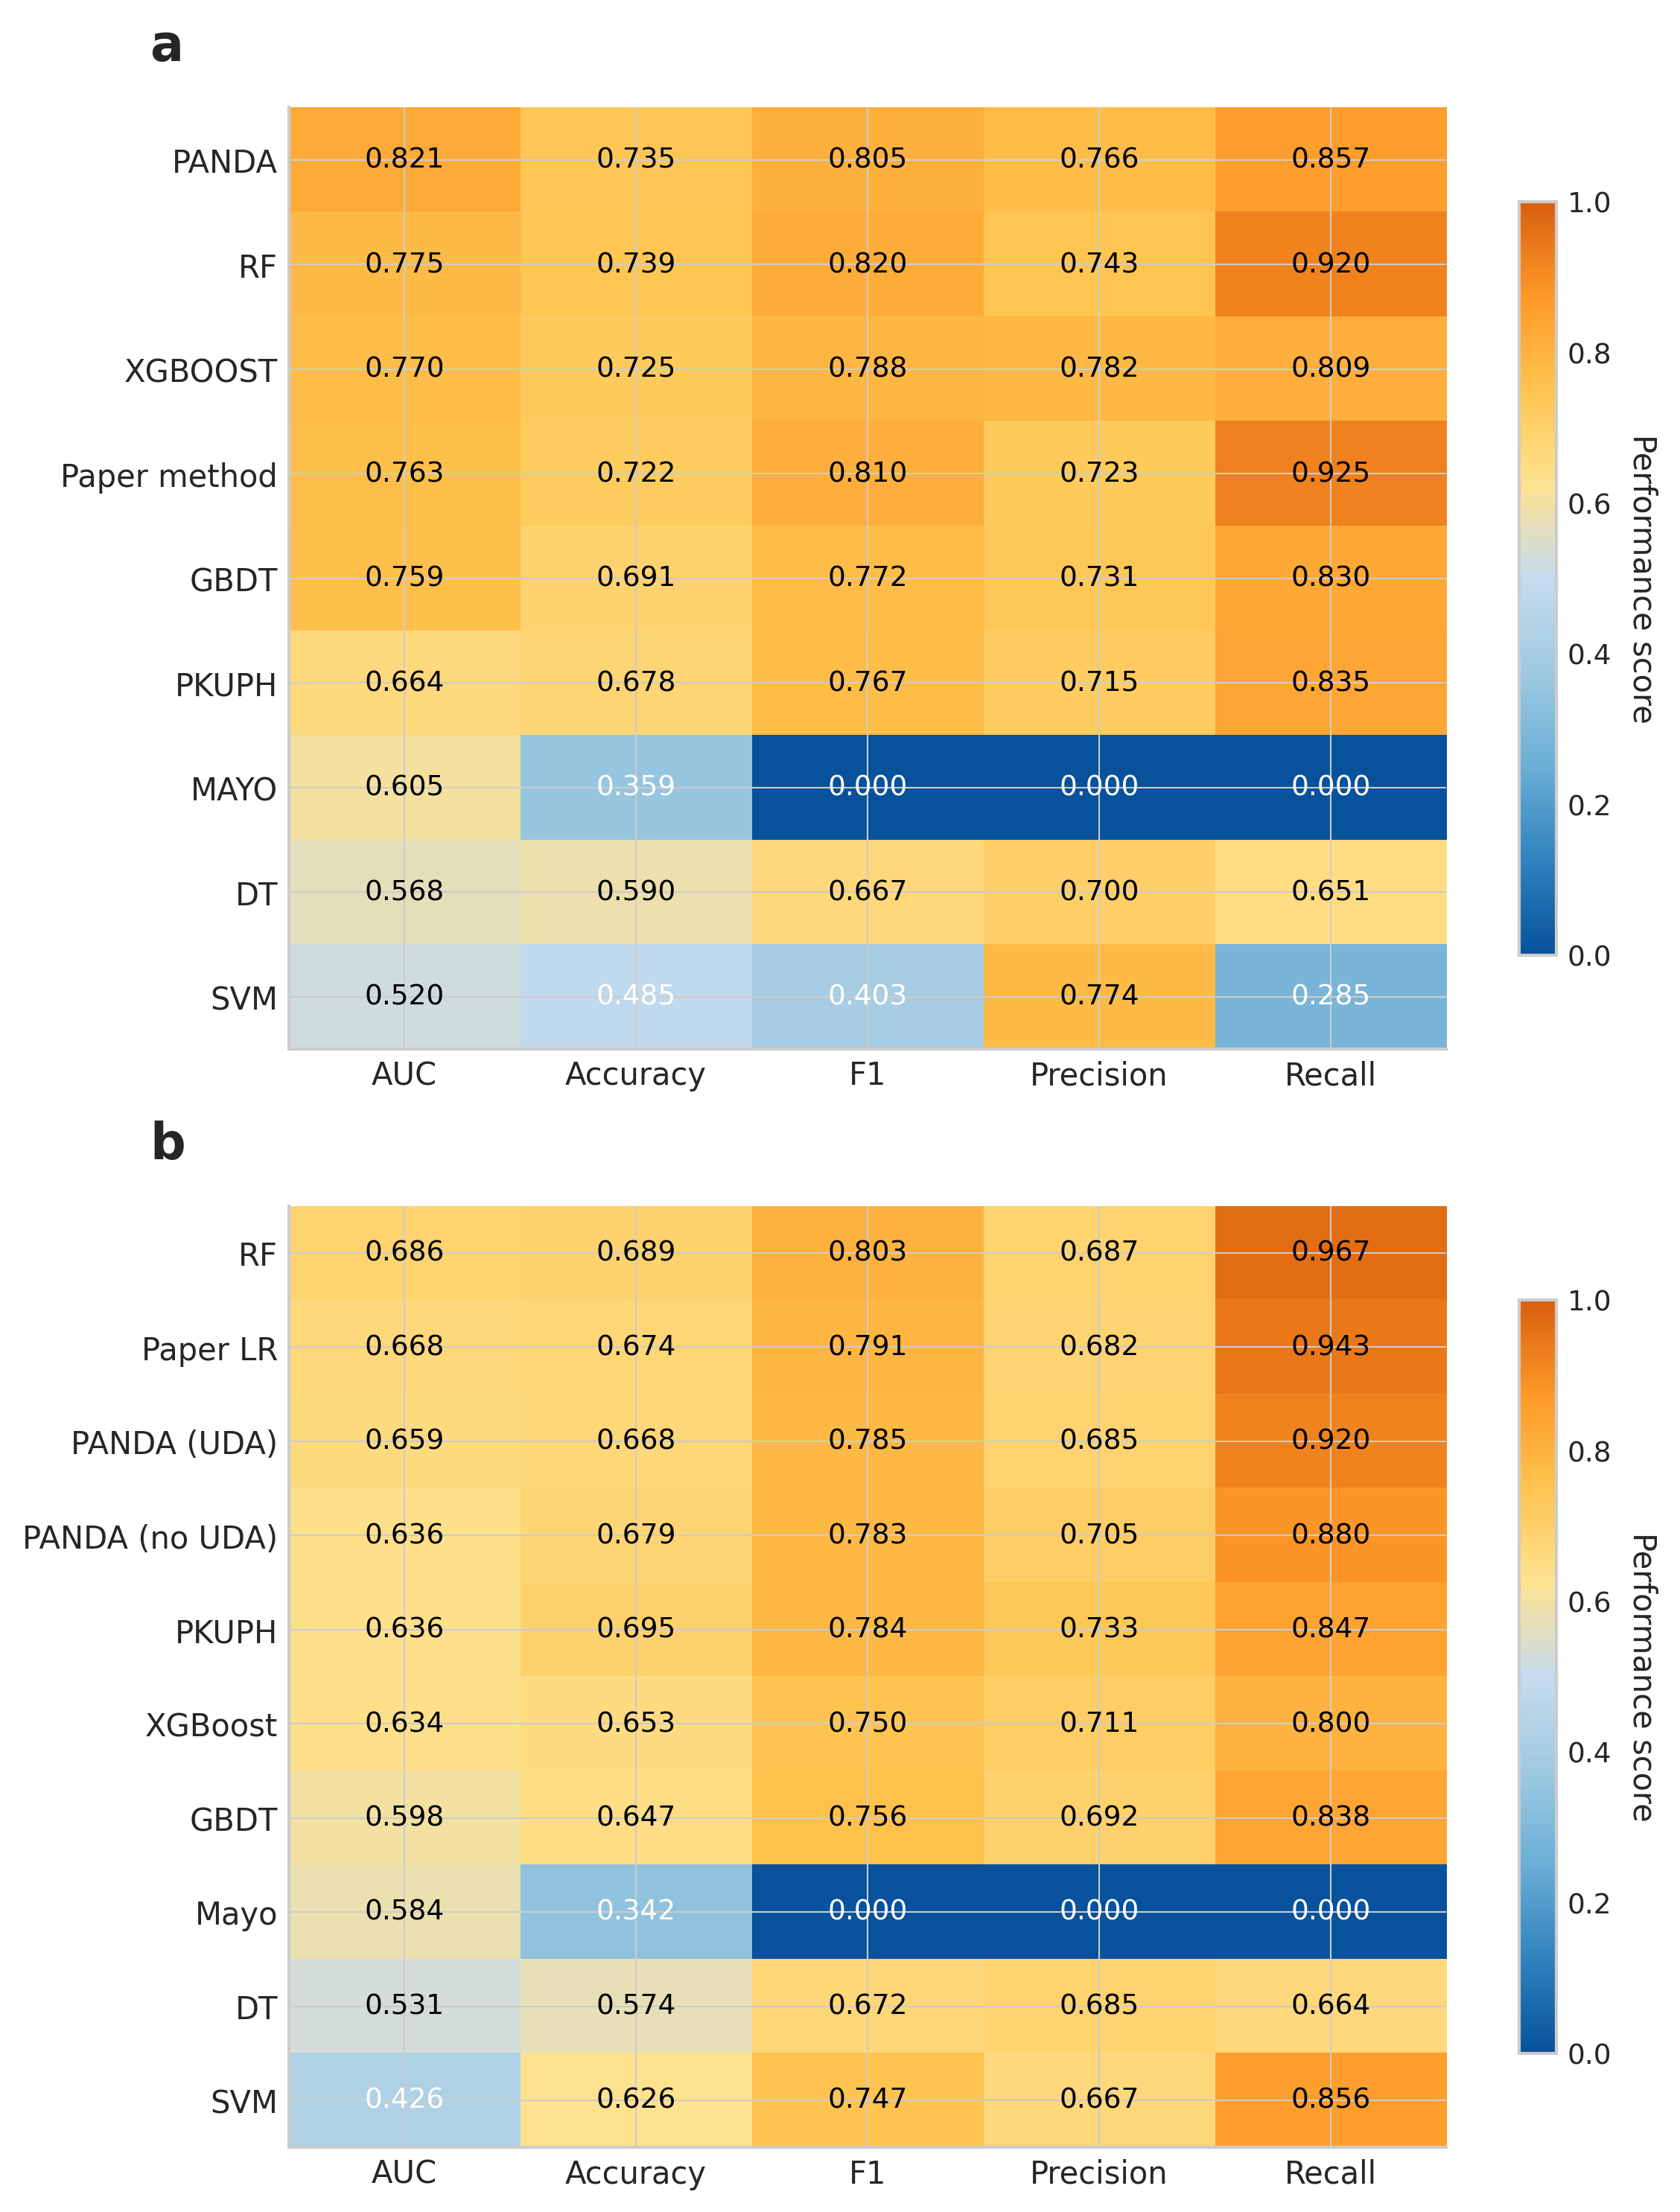 a
PANDA 0.821 0.735 0.805 0.766 0.857
RF 0.775 0.739 0.820 0.743 0.920
XGBOOST 0.770 0.725 0.788 0.782 0.809
Paper method 0.763 0.722 0.810 0.723 0.925
GBDT 0.759 0.691 0.772 0.731 0.830
PKUPH 0.664 0.678 0.767 0.715 0.835
MAYO 0.605 0.359 0.000 0.000 0.000
DT 0.568 0.590 0.667 0.700 0.651
SVM 0.520 0.485 0.403 0.774 0.285
AUC Accuracy F1 Precision Recall
1.0
0.8
0.6
0.4
0.2
0.0
Performance score
b
RF 0.686 0.689 0.803 0.687 0.967
Paper LR 0.668 0.674 0.791 0.682 0.943
PANDA (UDA) 0.659 0.668 0.785 0.685 0.920
PANDA (no UDA) 0.636 0.679 0.783 0.705 0.880
PKUPH 0.636 0.695 0.784 0.733 0.847
XGBoost 0.634 0.653 0.750 0.711 0.800
GBDT 0.598 0.647 0.756 0.692 0.838
Mayo 0.584 0.342 0.000 0.000 0.000
DT 0.531 0.574 0.672 0.685 0.664
SVM 0.426 0.626 0.747 0.667 0.856
AUC Accuracy F1 Precision Recall
1.0
0.8
0.6
0.4
0.2
0.0
Performance score